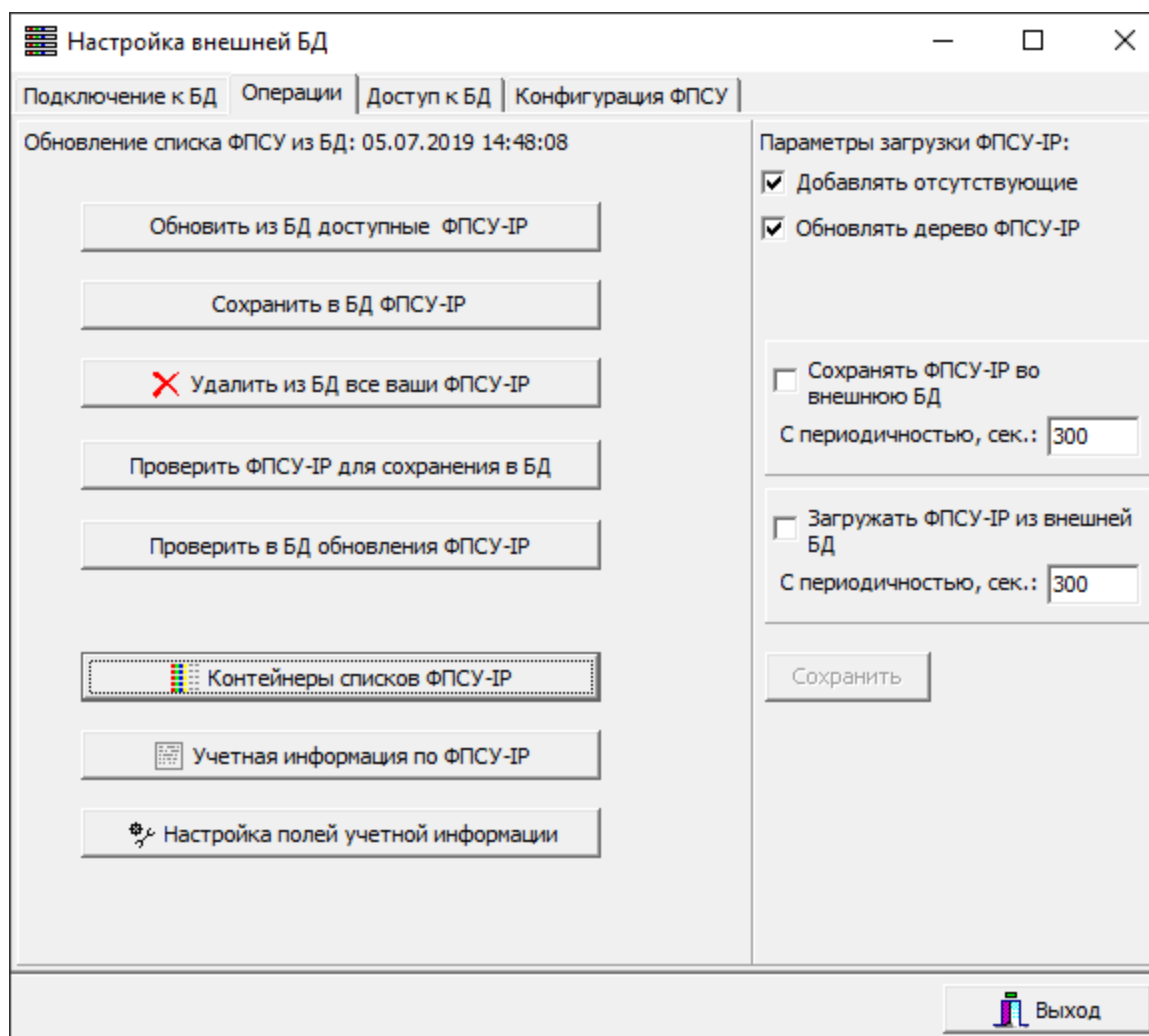 Настройка внешней БД
Подключение к БД Операции Доступ к БД Конфигурация ФПСУ
Обновление списка ФПСУ из БД: 05.07.2019 14:48:08
Обновить из БД доступные ФПСУ-IP
Сохранить в БД ФПСУ-IP
Удалить из БД все ваши ФПСУ-IP
Проверить ФПСУ-IP для сохранения в БД
Проверить в БД обновления ФПСУ-IP
Контейнеры списков ФПСУ-IP
Учетная информация по ФПСУ-IP
Настройка полей учетной информации
Параметры загрузки ФПСУ-IP:
Добавлять отсутствующие
Обновлять дерево ФПСУ-IP
Сохранять ФПСУ-IP во
внешнюю БД
С периодичностью, сек.: 300
Загружать ФПСУ-IP из внешней
БД
С периодичностью, сек.: 300
Сохранить
Выход